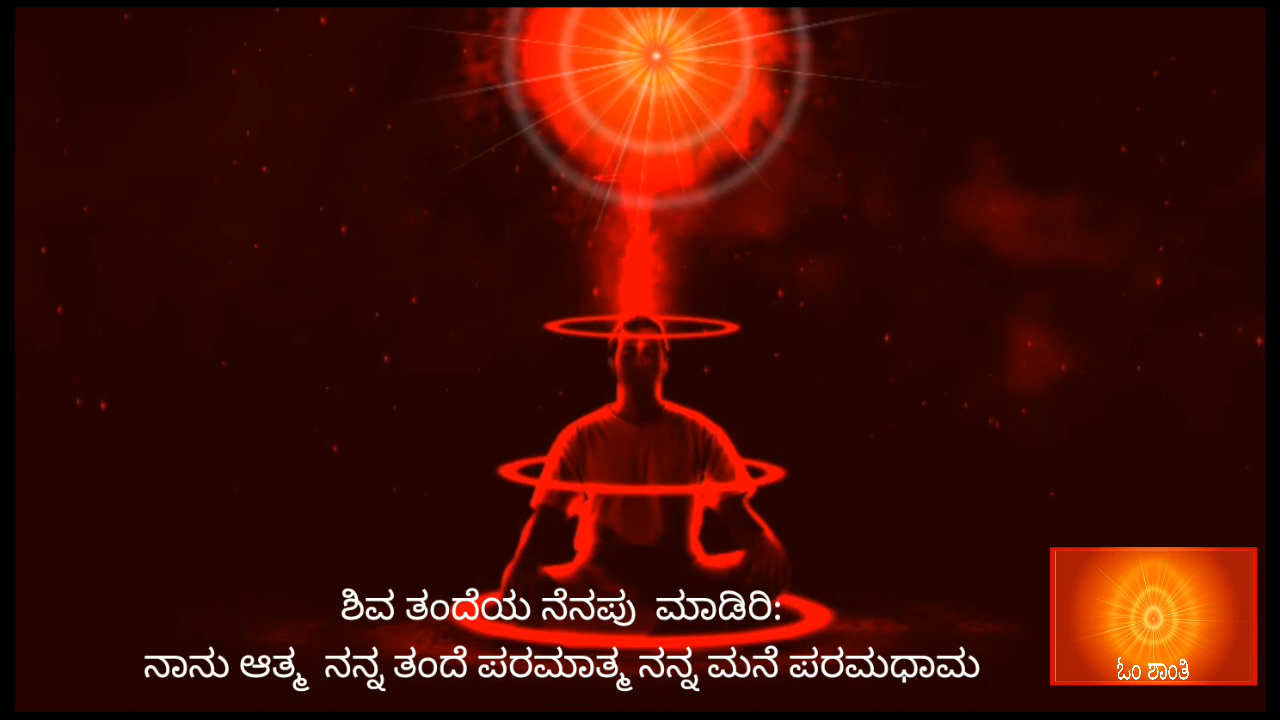 ಶಿವ ತಂದೆಯ ನೆನಪು ಮಾಡಿರಿ:
ನಾನು ಆತ್ಮ ನನ್ನ ತಂದೆ ಪರಮಾತ್ಮ ನನ್ನ ಮನೆ ಪರಮಧಾಮ
ಓಂ ಶಾಂತಿ